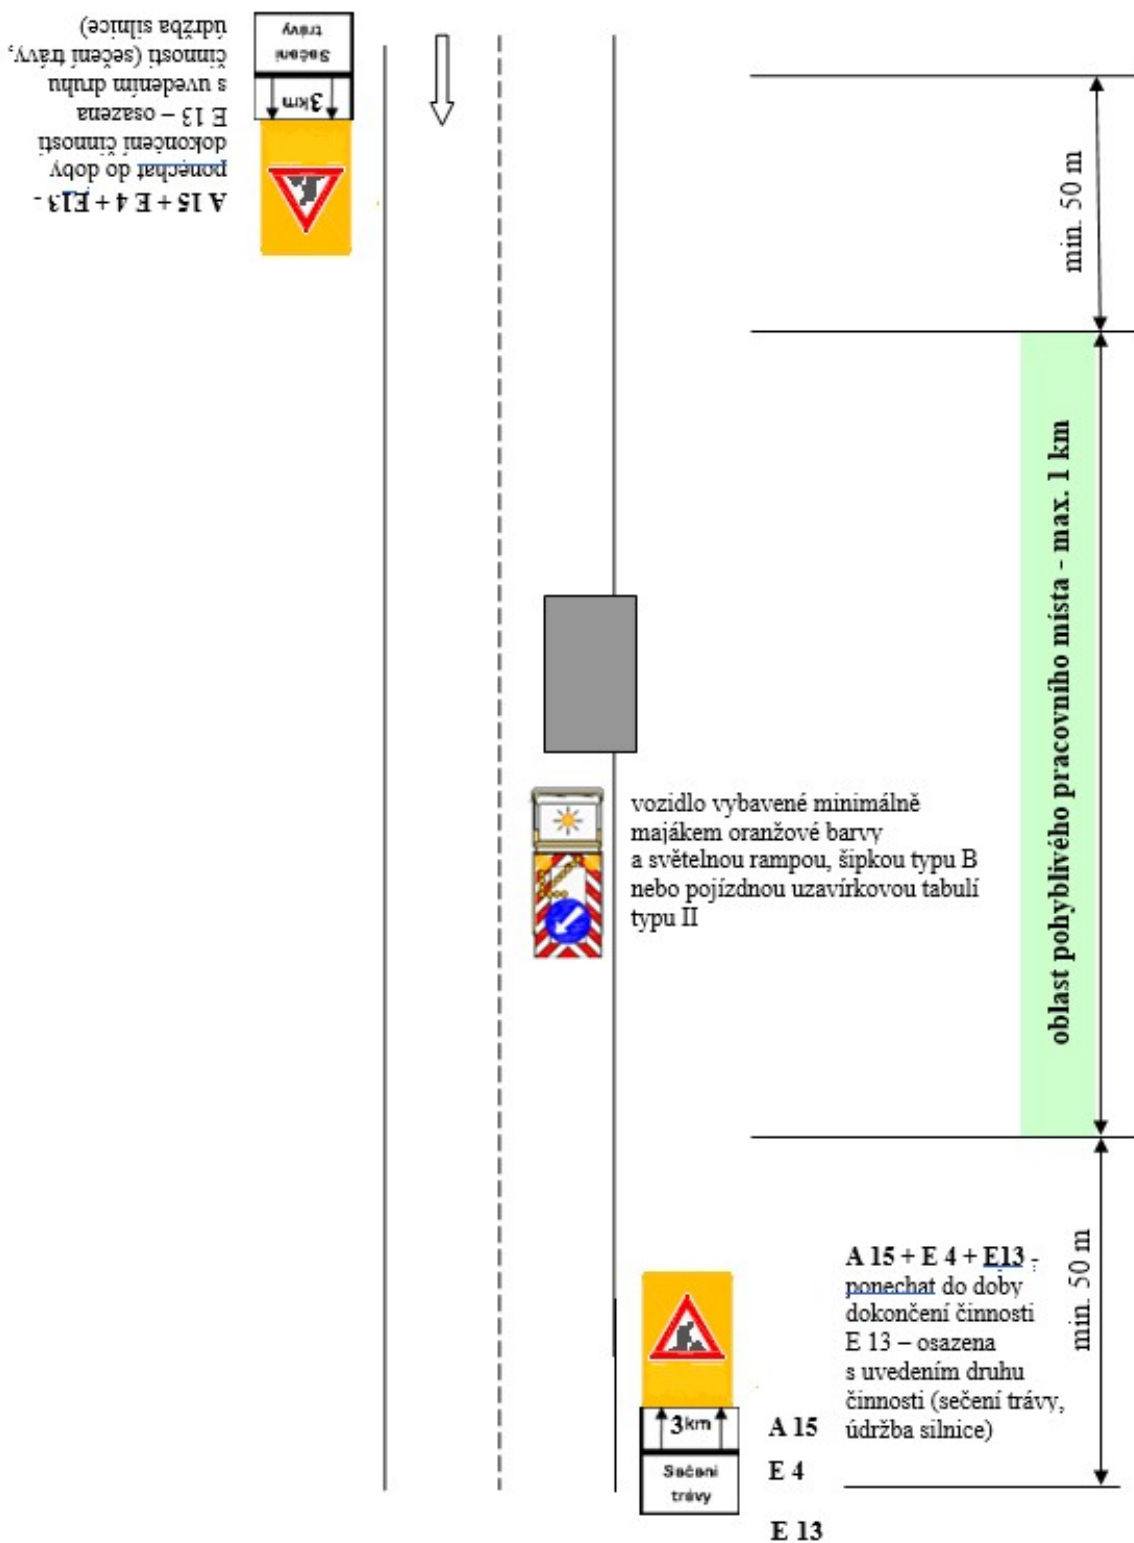 A 15 + E 4 + E13 -
ponechat do doby
dokončení činnosti
E 13 – osazena
s uvedením druhu
činnosti (sečení trávy,
údržba silnice)
3km
Sečení
trávy
min. 50 m
oblast pohyblivého pracovního místa - max. 1 km
vozidlo vybavené minimálně
majákem oranžové barvy
a světelnou rampou, šipkou typu B
nebo pojízdnou uzavírkovou tabulí
typu II
min. 50 m
A 15 + E 4 + E13 -
ponechat do doby
dokončení činnosti
E 13 – osazena
s uvedením druhu
činnosti (sečení trávy,
údržba silnice)
3km
Sečení
trávy
A 15
E 4
E 13